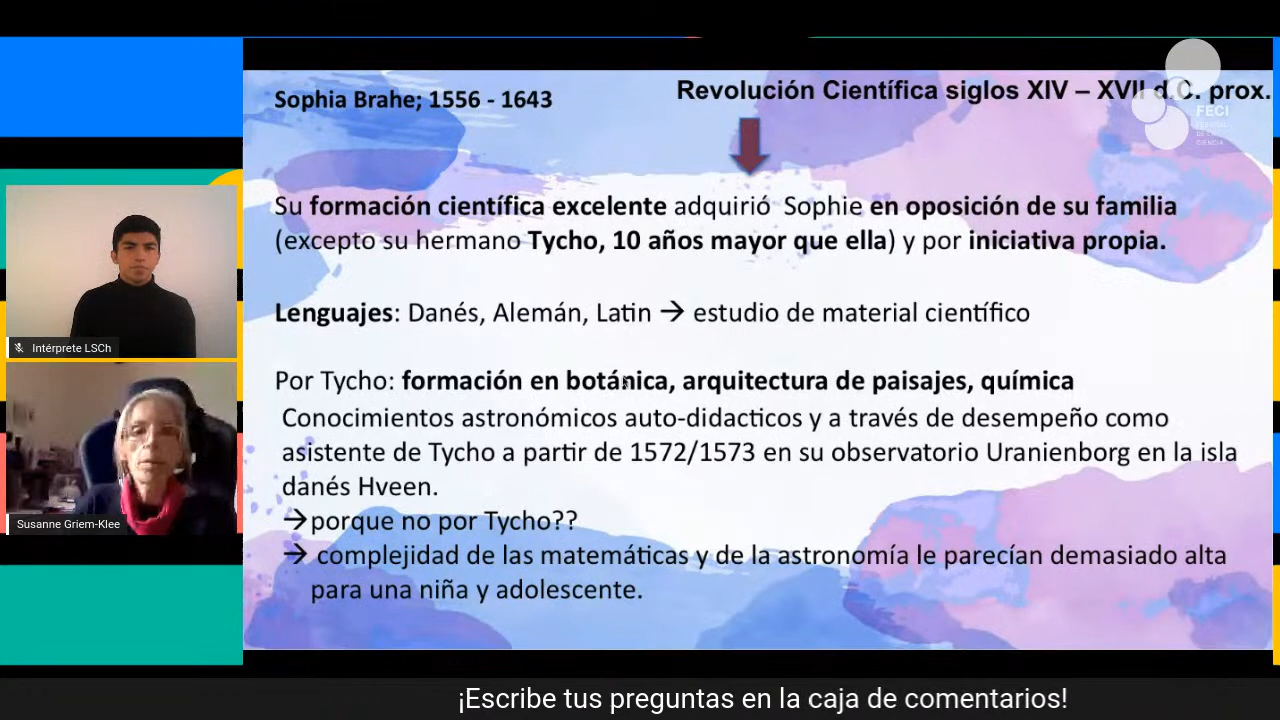 Sophia Brahe; 1556 - 1643
Revolución Científica siglos XIV – XVII d.C. prox.
FECI
FESTIVAL
DE LA
CIENCIA
Su formación científica excelente adquirió Sophie en oposición de su familia
(excepto su hermano Tycho, 10 años mayor que ella) y por iniciativa propia.
Lenguajes: Danés, Alemán, Latin → estudio de material científico
Por Tycho: formación en botánica, arquitectura de paisajes, química
Conocimientos astronómicos auto-didacticos y a través de desempeño como
asistente de Tycho a partir de 1572/1573 en su observatorio Uranienborg en la isla
danés Hveen.
→porque no por Tycho??
→ complejidad de las matemáticas y de la astronomía le parecían demasiado alta
para una niña y adolescente.
Intérprete LSCh
Susanne Griem-Klee
¡Escribe tus preguntas en la caja de comentarios!